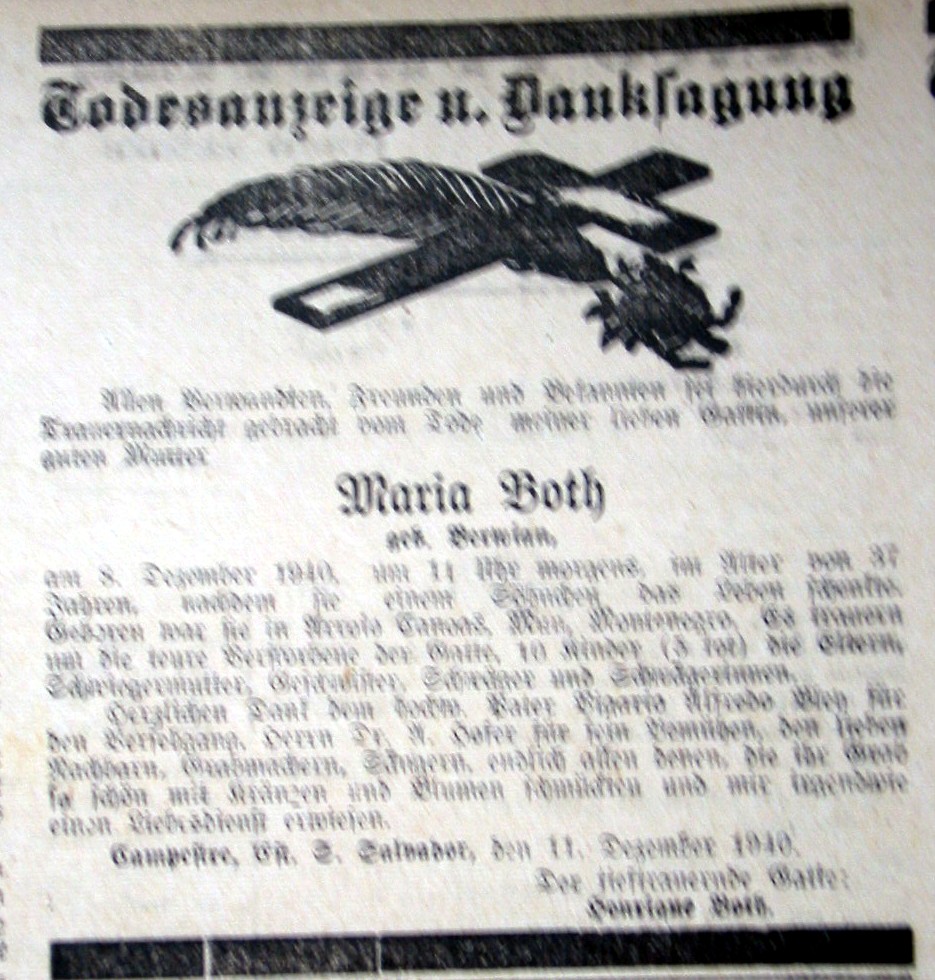 Todesanzeige u. Danksagung
Allen Verwandten, Freunden und Bekannten sei hierdurch die
Trauernachricht gebracht vom Tode meiner lieben Gattin, unserer
guten Mutter
Maria Both
geb. Berwian,
am 8. Dezember 1940, um 11 Uhr morgens, im Alter von 37
Jahren, nachdem sie einem Söhnchen das Leben schenkte.
Geboren war sie in Arroio Canoas, Mun. Montenegro. Es trauern
um die teure Verstorbene der Gatte, 10 Kinder (3 tot) die Eltern,
Schwiegermutter, Geschwister, Schwäger und Schwägerinnen.
Herzlichen Dank dem hochw. Pater Vigario Alfredo für
den Versehgang, Herrn Dr. A. Hofer für sein Bemühen, den lieben
Nachbarn, Grabmachern, Sängern, endlich allen denen, die ihr Grab
so schön mit Kränzen und Blumen schmückten und mir irgendwie
einen Liebesdienst erwiesen.
Campestre, Est. S. Salvador, den 11. Dezember 1940.
Der tieftrauernde Gatte:
Both.